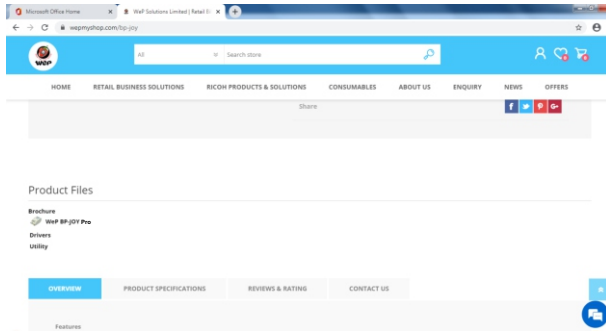 Microsoft Office Home
WeP Solutions Limited | Retail
wepmyshop.com/bp-joy
WeP
All
Search store
0
0
HOME RETAIL BUSINESS SOLUTIONS RICOH PRODUCTS & SOLUTIONS CONSUMABLES ABOUT US ENQUIRY NEWS OFFERS
Share
Product Files
Brochure
WeP BP-JOY Pro
Drivers
Utility
OVERVIEW PRODUCT SPECIFICATIONS REVIEWS & RATING CONTACT US
Features